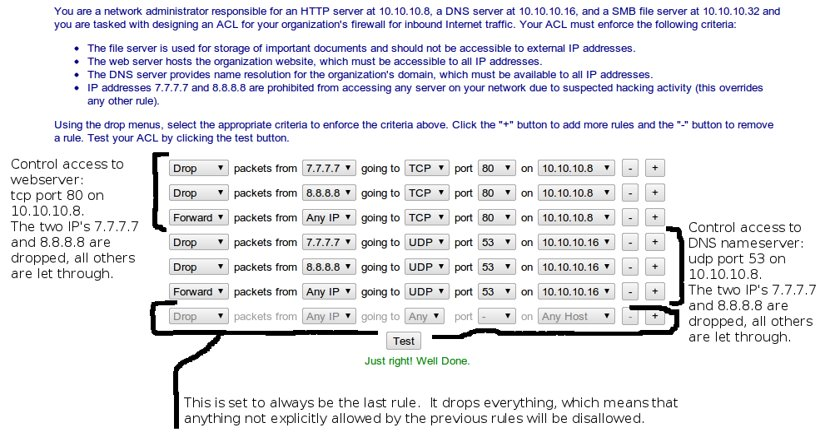 You are a network administrator responsible for an HTTP server at 10.10.10.8, a DNS server at 10.10.10.16, and a SMB file server at 10.10.10.32 and
you are tasked with designing an ACL for your organization's firewall for inbound Internet traffic. Your ACL must enforce the following criteria:
• The file server is used for storage of important documents and should not be accessible to external IP addresses.
• The web server hosts the organization website, which must be accessible to all IP addresses.
• The DNS server provides name resolution for the organization's domain, which must be available to all IP addresses.
• IP addresses 7.7.7.7 and 8.8.8.8 are prohibited from accessing any server on your network due to suspected hacking activity (this overrides
any other rule).
Using the drop menus, select the appropriate criteria to enforce the criteria above. Click the "+" button to add more rules and the "-" button to remove
a rule. Test your ACL by clicking the test button.
Control access to
webserver:
tcp port 80 on
10.10.10.8.
The two IP's 7.7.7.7
and 8.8.8.8 are
dropped, all others
are let through.
Drop packets from 7.7.7.7 going to TCP port 80 on 10.10.10.8 - +
Drop packets from 8.8.8.8 going to TCP port 80 on 10.10.10.8 - +
Forward packets from Any IP going to TCP port 80 on 10.10.10.8 - +
Drop packets from 7.7.7.7 going to UDP port 53 on 10.10.10.16 - +
Drop packets from 8.8.8.8 going to UDP port 53 on 10.10.10.16 - +
Forward packets from Any IP going to UDP port 53 on 10.10.10.16 - +
Drop packets from Any IP going to Any port - on Any Host - +
Control access to
DNS nameserver:
udp port 53 on
10.10.10.8.
The two IP's 7.7.7.7
and 8.8.8.8 are
dropped, all others
are let through.
Test
Just right! Well Done.
This is set to always be the last rule. It drops everything, which means that
anything not explicitly allowed by the previous rules will be disallowed.